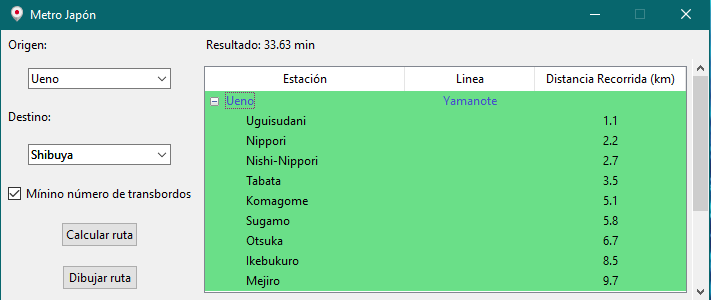 Metro Japón
Origen:
Ueno
Destino:
Shibuya
Mínino número de transbordos
Calcular ruta
Dibujar ruta
Resultado: 33.63 min
Estación Linea Distancia Recorrida (km)
Ueno Yamanote
Uguisudani 1.1
Nippori 2.2
Nishi-Nippori 2.7
Tabata 3.5
Komagome 5.1
Sugamo 5.8
Otsuka 6.7
Ikebukuro 8.5
Mejiro 9.7